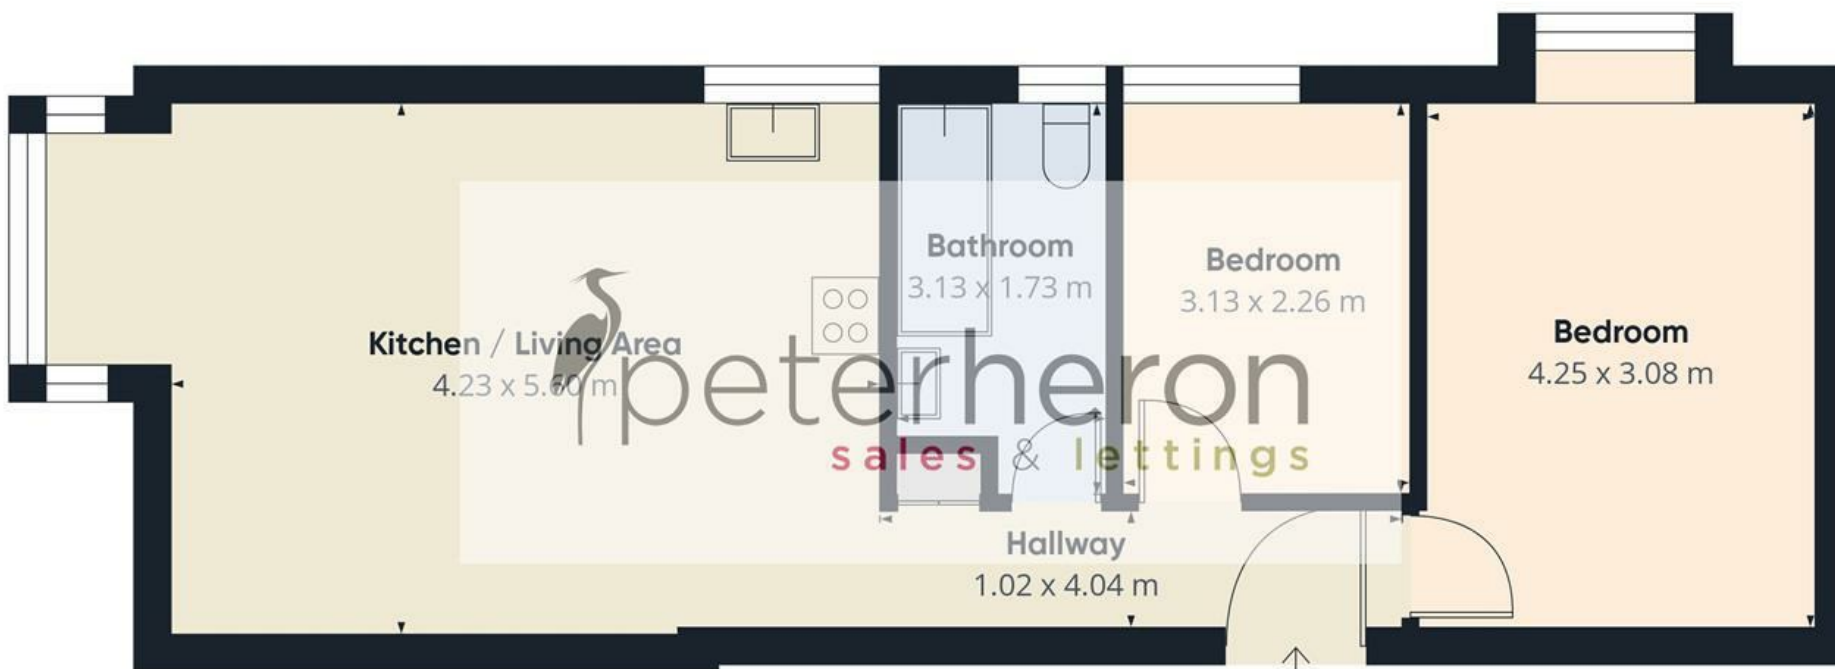 Bathroom
3.13 x 1.73 m
Bedroom
3.13 x 2.26 m
Kitchen / Living Area
4.23 x 5.60 m
Bedroom
4.25 x 3.08 m
peterheron
sales & lettings
Hallway
1.02 x 4.04 m